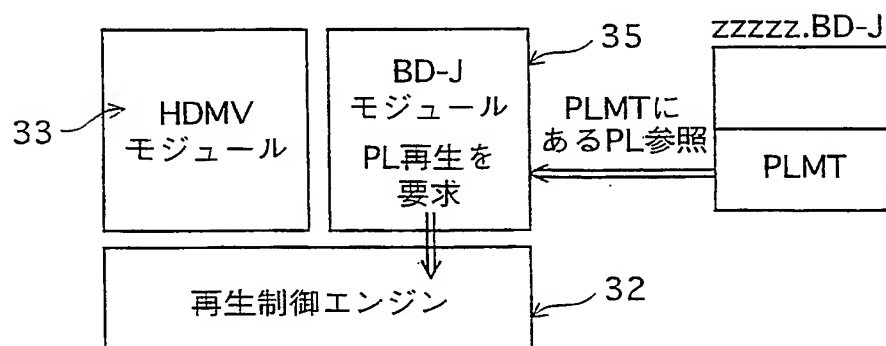 33
HDMV
モジュール
35
BD-J
モジュール
PL再生を
要求
PLMTに
あるPL参照
zzzzz.BD-J
PLMT
再生制御エンジン
32